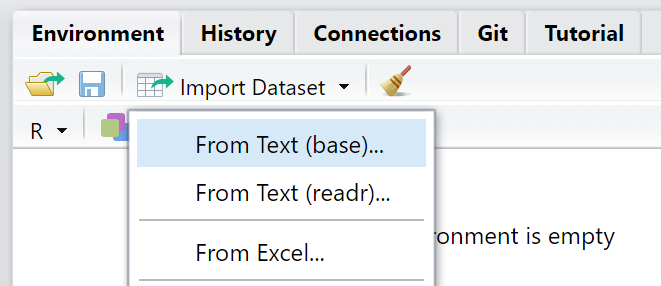 Environment History Connections Git Tutorial
Import Dataset
R
From Text (base)...
From Text (readr)...
ronment is empty
From Excel...